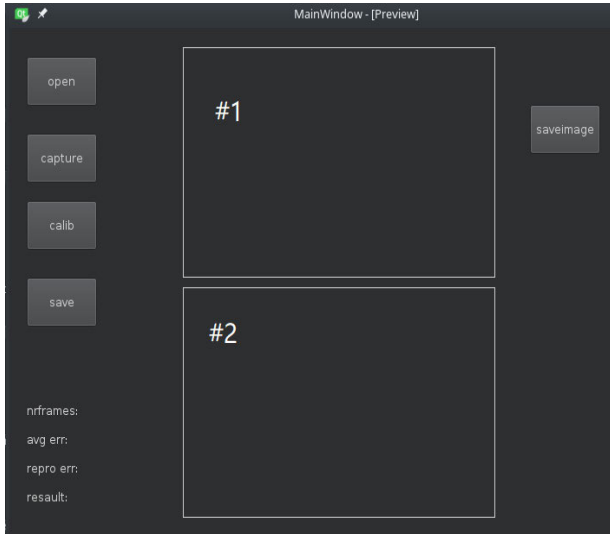 MainWindow - [Preview]
open
#1
saveimage
capture
calib
save
#2
nrframes:
avg err:
repro err:
resault: